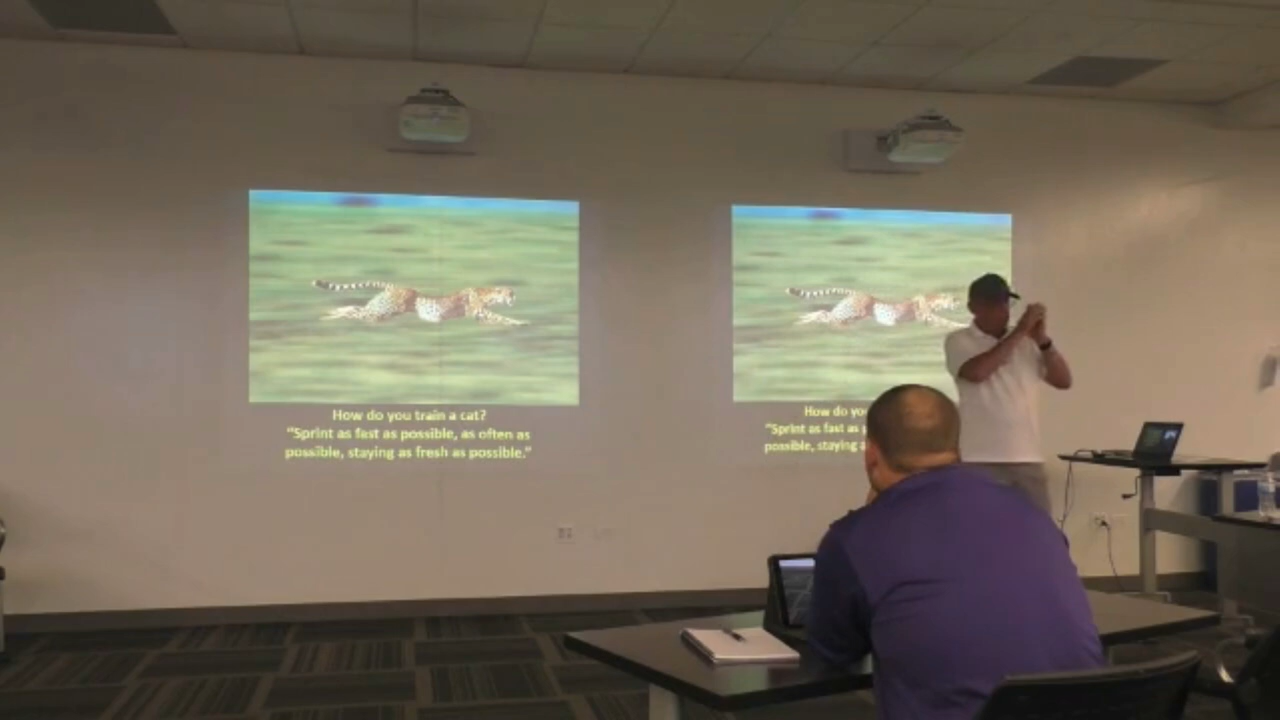 How do you train a cat?
"Sprint as fast as possible, as often as
possible, staying as fresh as possible."
How do you
"Sprint as fast as
possible, staying